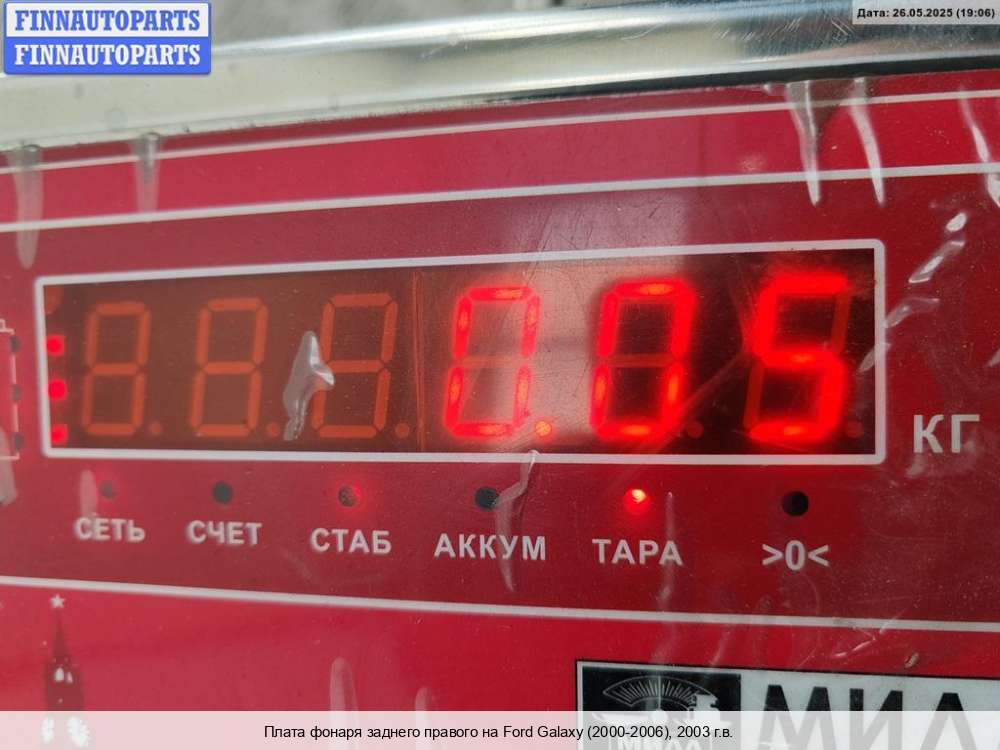 FINNAUTOPARTS
FINNAUTOPARTS
Дата: 26.05.2025 (19:06)
0.05
КГ
СЕТЬ СЧЕТ СТАБ АККУМ ТАРА >0<
Плата фонаря заднего правого на Ford Galaxy (2000-2006), 2003 г.в.